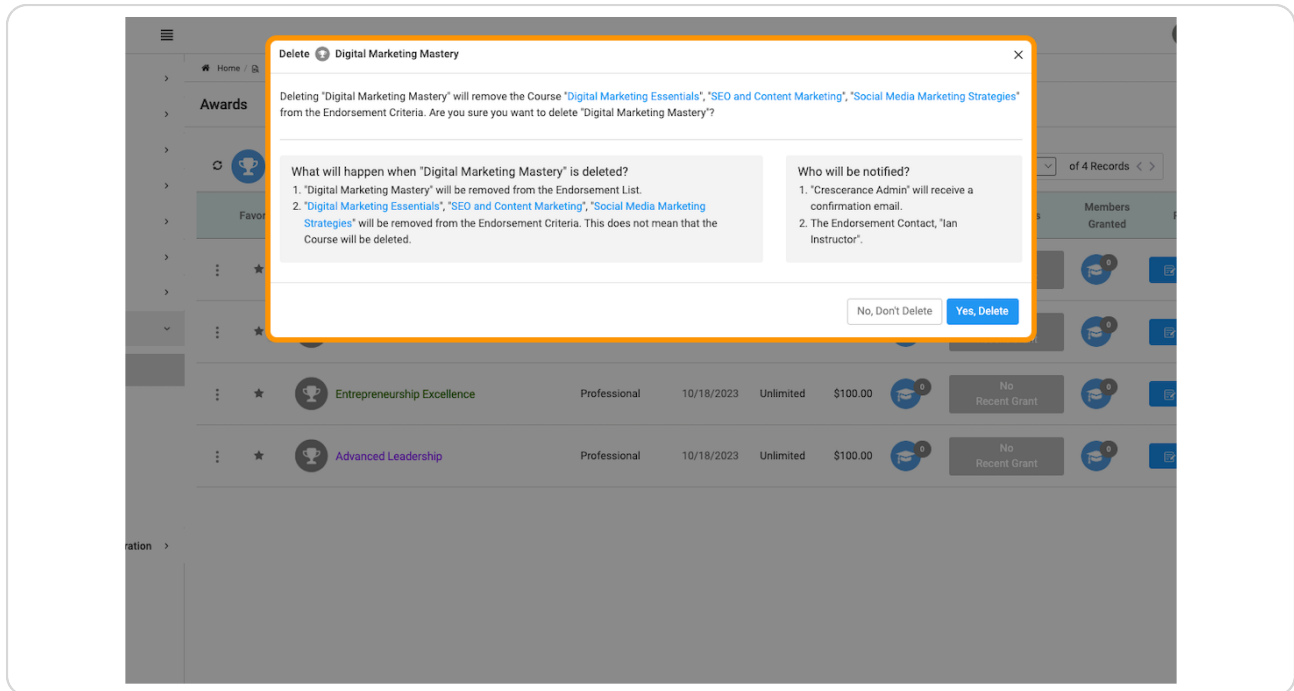 Delete Digital Marketing Mastery
Home /
Awards
Deleting "Digital Marketing Mastery" will remove the Course "Digital Marketing Essentials", "SEO and Content Marketing", "Social Media Marketing Strategies"
from the Endorsement Criteria. Are you sure you want to delete "Digital Marketing Mastery"?
What will happen when "Digital Marketing Mastery" is deleted?
1. "Digital Marketing Mastery" will be removed from the Endorsement List.
2. "Digital Marketing Essentials", "SEO and Content Marketing", "Social Media Marketing
Strategies" will be removed from the Endorsement Criteria. This does not mean that the
Course will be deleted.
Who will be notified?
1. "Crescerance Admin" will receive a
confirmation email.
2. The Endorsement Contact, "Ian
Instructor".
of 4 Records
Favor
Members
Granted
0
No, Don't Delete
Yes, Delete
0
Entrepreneurship Excellence Professional 10/18/2023 Unlimited $100.00 0 No 0
Recent Grant
Advanced Leadership Professional 10/18/2023 Unlimited $100.00 0 No 0
Recent Grant
ration